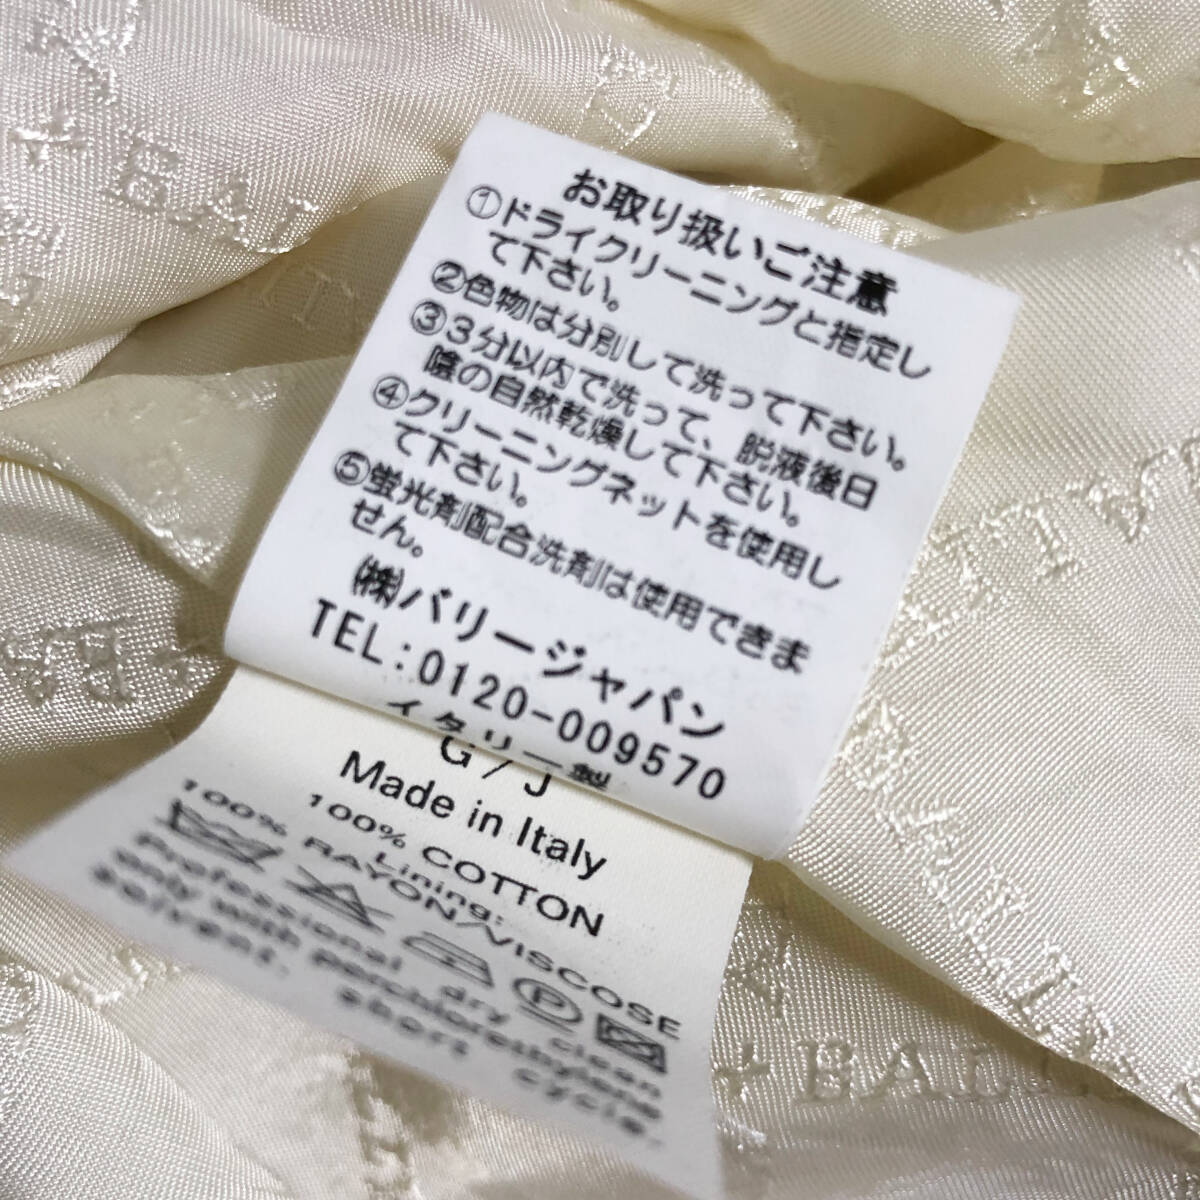 お取り扱いご注意
①ドライクリーニングと指定し
て下さい。
②色物は分別して洗って下さい。
③3分以内で洗って、脱液後日
陰の自然乾燥して下さい。
④クリーニングネットを使用し
て下さい。
⑤蛍光剤配合洗剤は使用できま
せん。
㈱バリージャパン
TEL:0120-009570
イタリー製
G/J
Made in Italy
100% COTTON
Lining:
100% RAYON/VISCOSE
P
Professional dry clean
only with perchlorethylene
solvent. short cycle.
+ BALL